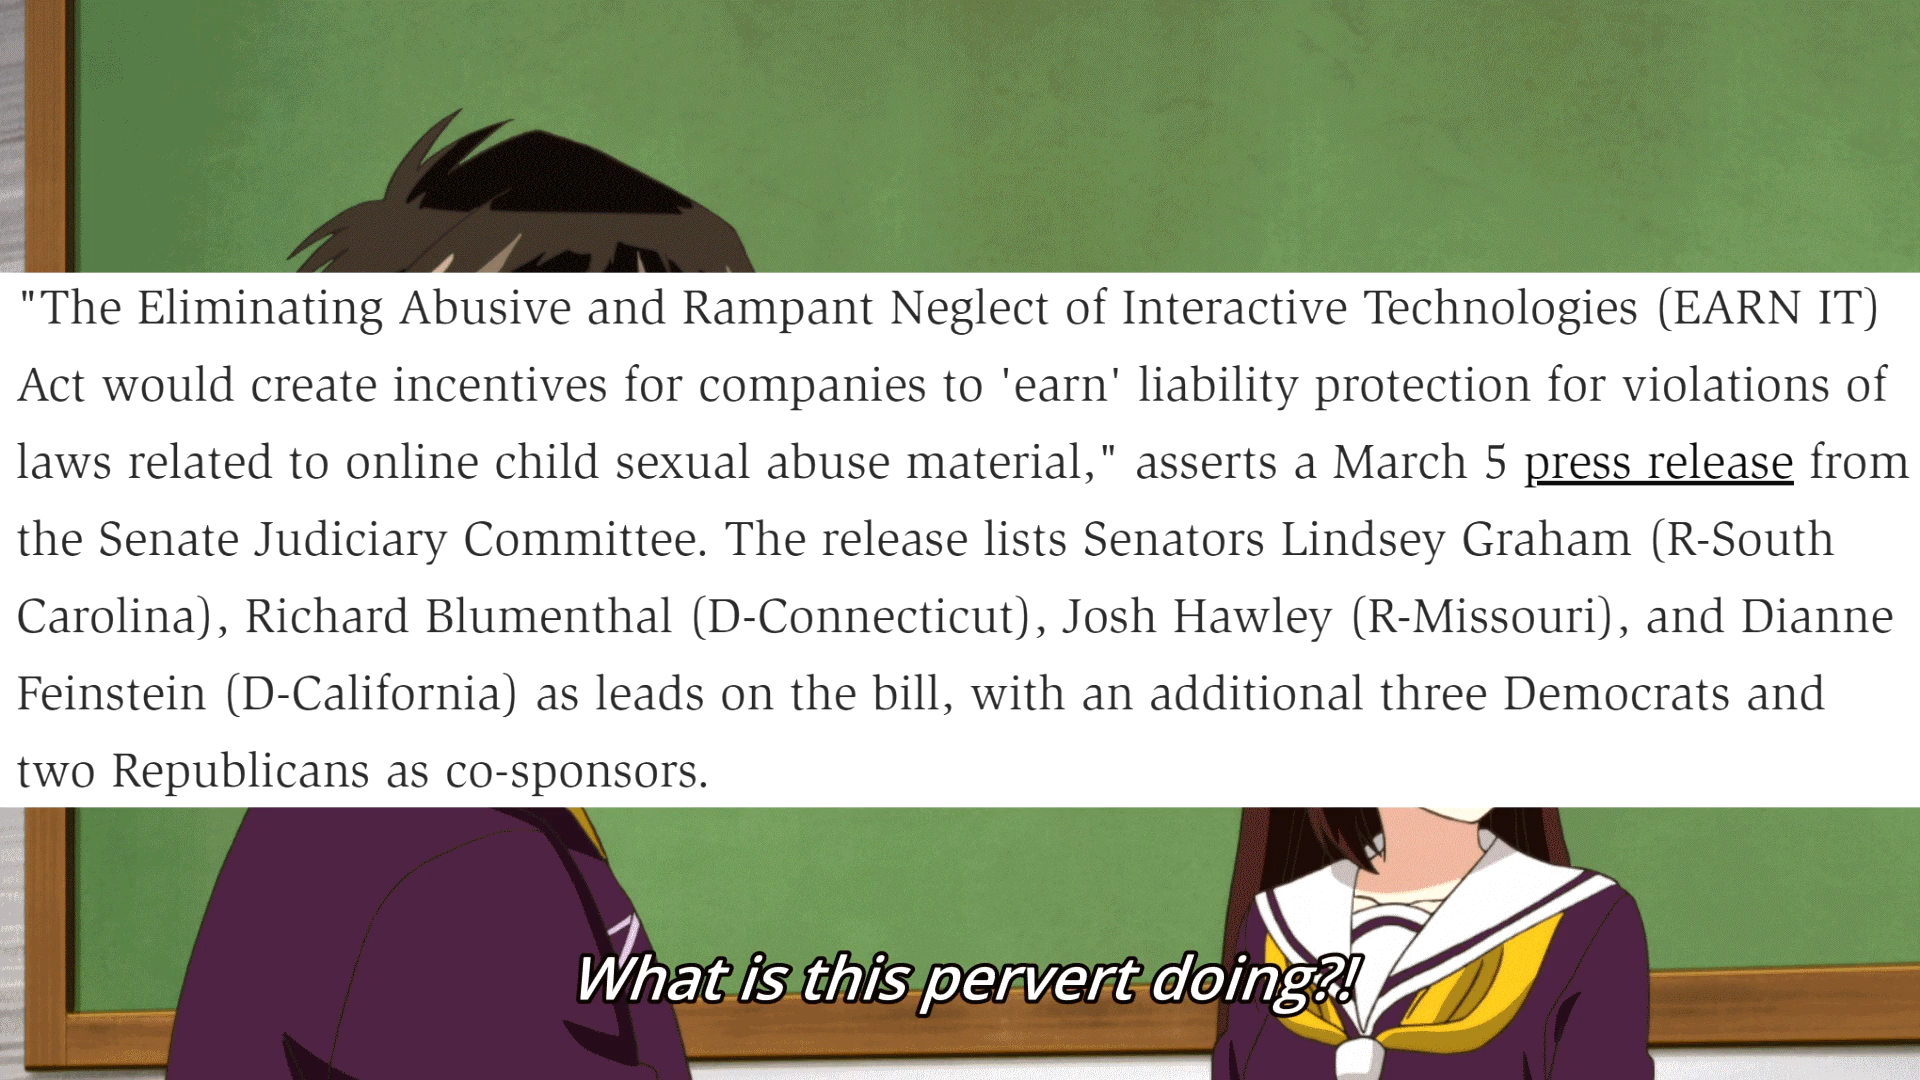 "The Eliminating Abusive and Rampant Neglect of Interactive Technologies (EARN IT)
Act would create incentives for companies to 'earn' liability protection for violations of
laws related to online child sexual abuse material," asserts a March 5 press release from
the Senate Judiciary Committee. The release lists Senators Lindsey Graham (R-South
Carolina), Richard Blumenthal (D-Connecticut), Josh Hawley (R-Missouri), and Dianne
Feinstein (D-California) as leads on the bill, with an additional three Democrats and
two Republicans as co-sponsors.
What is this pervert doing?!